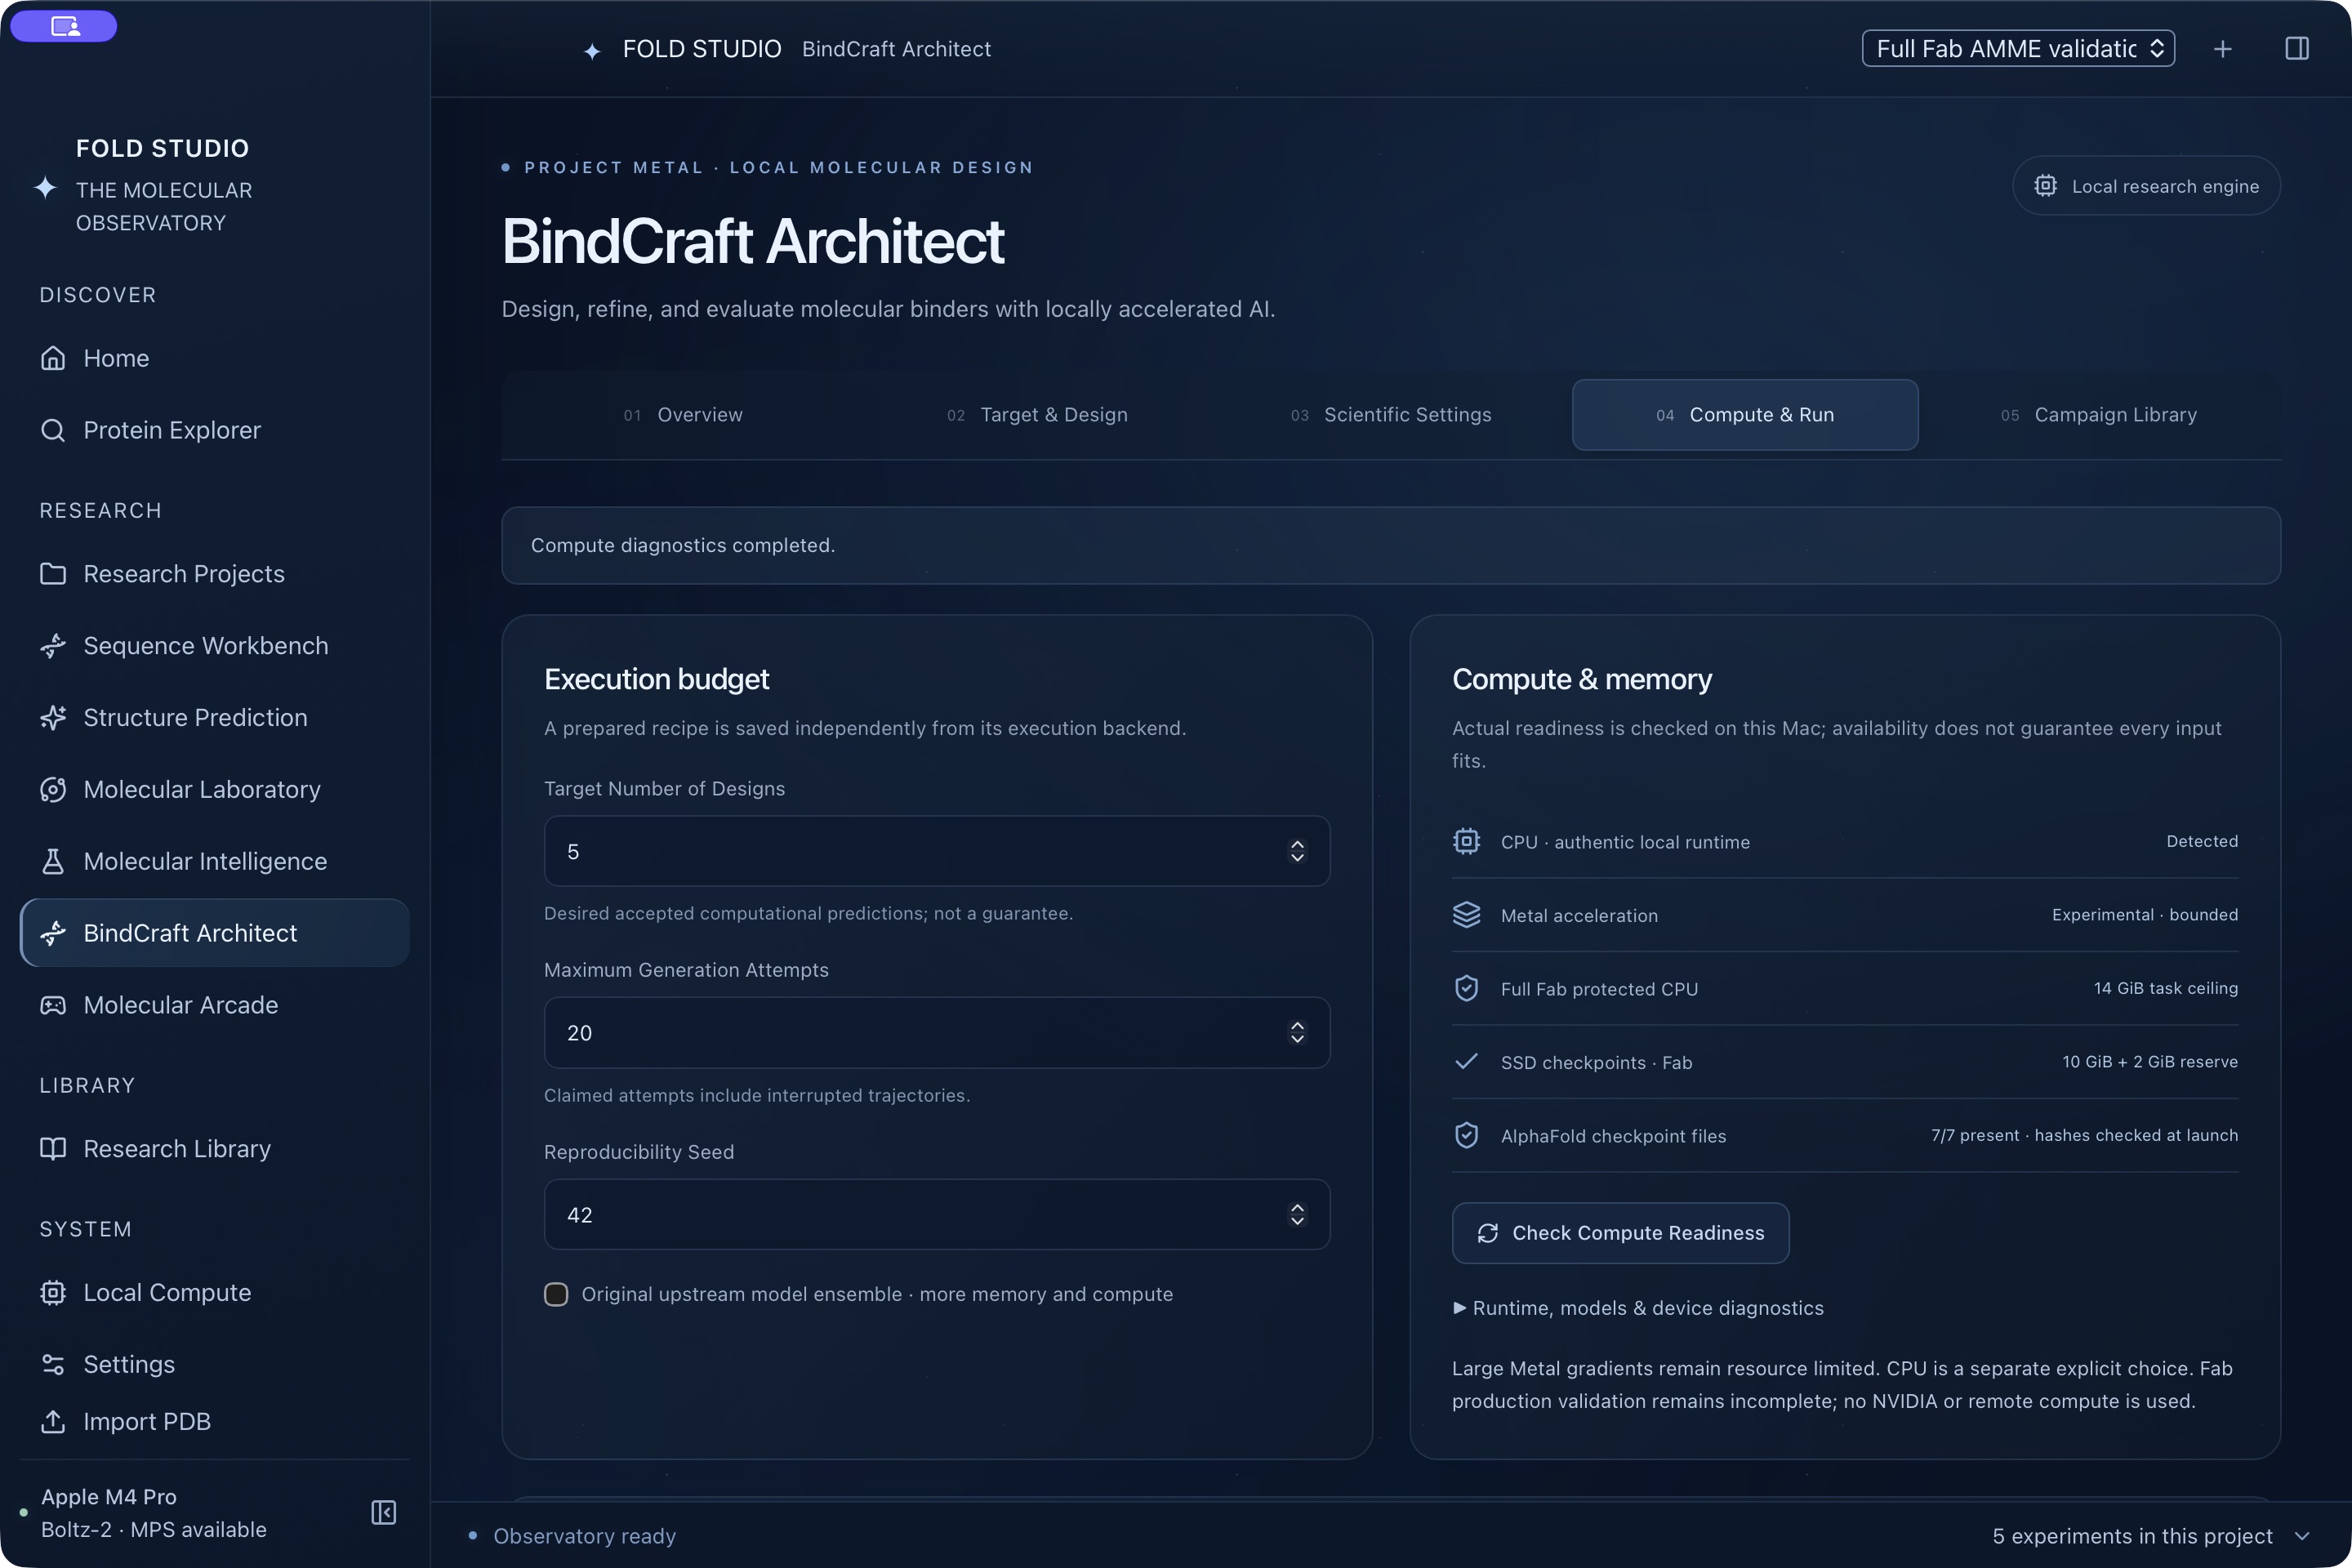 FOLD STUDIO
THE MOLECULAR
OBSERVATORY
DISCOVER
Home
Protein Explorer
RESEARCH
Research Projects
Sequence Workbench
Structure Prediction
Molecular Laboratory
Molecular Intelligence
BindCraft Architect
Molecular Arcade
LIBRARY
Research Library
SYSTEM
Local Compute
Settings
Import PDB
Apple M4 Pro
Boltz-2 · MPS available
FOLD STUDIO BindCraft Architect
Full Fab AMME validatic
PROJECT METAL · LOCAL MOLECULAR DESIGN
Local research engine
BindCraft Architect
Design, refine, and evaluate molecular binders with locally accelerated AI.
01 Overview
02 Target & Design
03 Scientific Settings
04 Compute & Run
05 Campaign Library
Compute diagnostics completed.
Execution budget
A prepared recipe is saved independently from its execution backend.
Target Number of Designs
5
Desired accepted computational predictions; not a guarantee.
Maximum Generation Attempts
20
Claimed attempts include interrupted trajectories.
Reproducibility Seed
42
Original upstream model ensemble · more memory and compute
Compute & memory
Actual readiness is checked on this Mac; availability does not guarantee every input
fits.
CPU · authentic local runtime Detected
Metal acceleration Experimental · bounded
Full Fab protected CPU 14 GiB task ceiling
SSD checkpoints · Fab 10 GiB + 2 GiB reserve
AlphaFold checkpoint files 7/7 present · hashes checked at launch
Check Compute Readiness
Runtime, models & device diagnostics
Large Metal gradients remain resource limited. CPU is a separate explicit choice. Fab
production validation remains incomplete; no NVIDIA or remote compute is used.
Observatory ready
5 experiments in this project